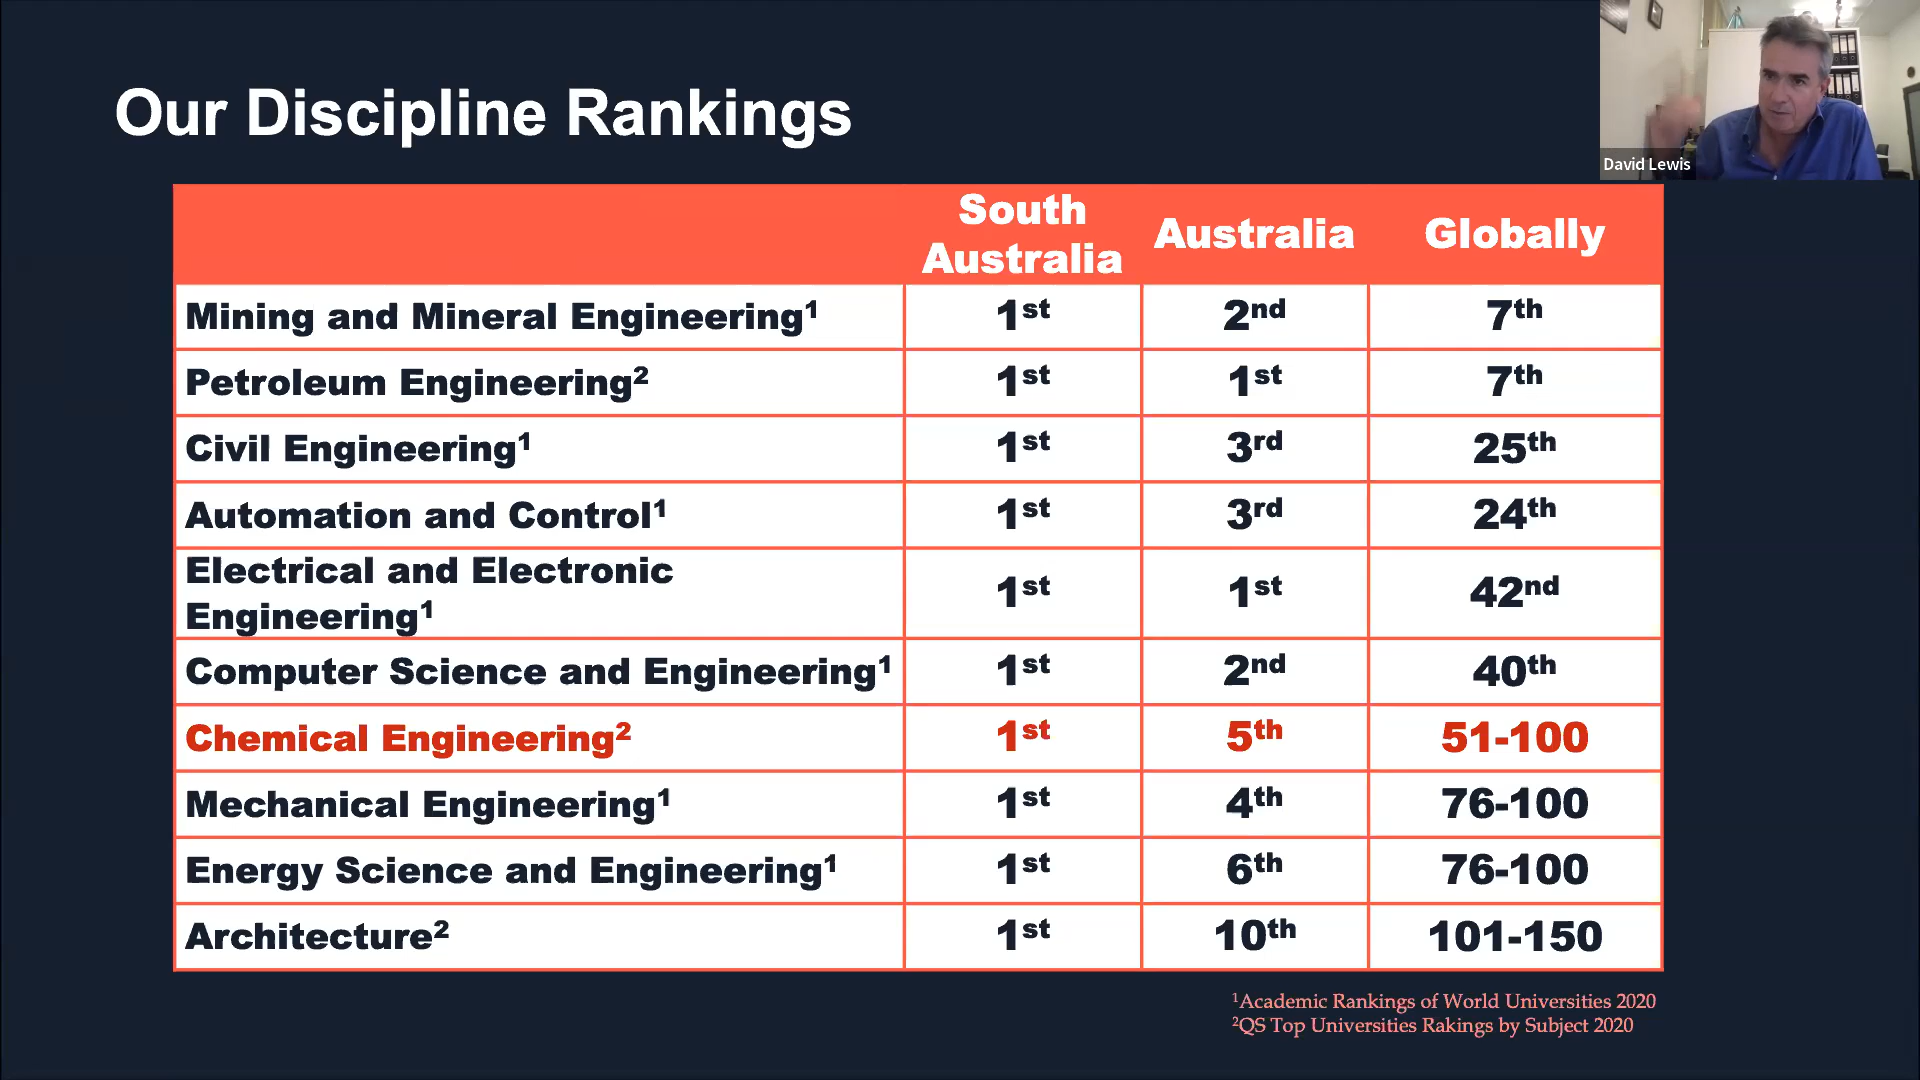 Our Discipline Rankings
David Lewis
South Australia Australia Globally
Mining and Mineral Engineering¹ 1st 2nd 7th
Petroleum Engineering² 1st 1st 7th
Civil Engineering¹ 1st 3rd 25th
Automation and Control¹ 1st 3rd 24th
Electrical and Electronic
Engineering¹ 1st 1st 42nd
Computer Science and Engineering¹ 1st 2nd 40th
Chemical Engineering² 1st 5th 51-100
Mechanical Engineering¹ 1st 4th 76-100
Energy Science and Engineering¹ 1st 6th 76-100
Architecture² 1st 10th 101-150
¹Academic Rankings of World Universities 2020
²QS Top Universities Rakings by Subject 2020